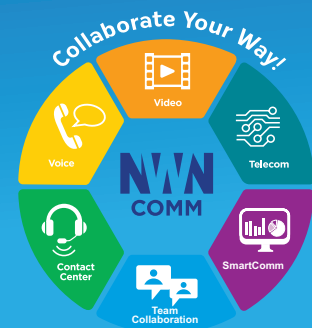 Collaborate Your Way!
Video
Voice
Telecom
NWN
COMM
Contact
Center
SmartComm
Team
Collaboration